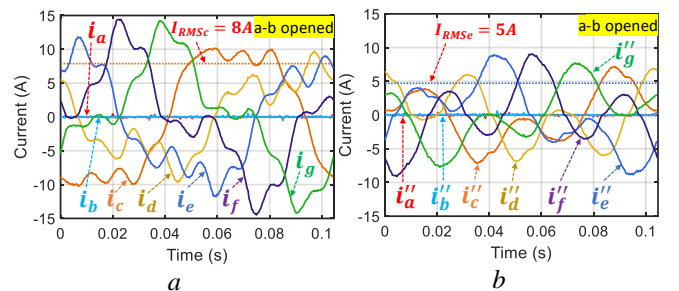 I_RMSc = 8A
a-b opened
i_a
i_b
i_c
i_d
i_e
i_f
i_g
Current (A)
15
10
5
0
-5
-10
-15
0
0.02
0.04
0.06
0.08
0.1
Time (s)
a
I_RMSe = 5A
a-b opened
i''_g
i''_a
i''_b
i''_c
i''_d
i''_f
i''_e
Current (A)
15
10
5
0
-5
-10
-15
0
0.02
0.04
0.06
0.08
0.1
Time (s)
b